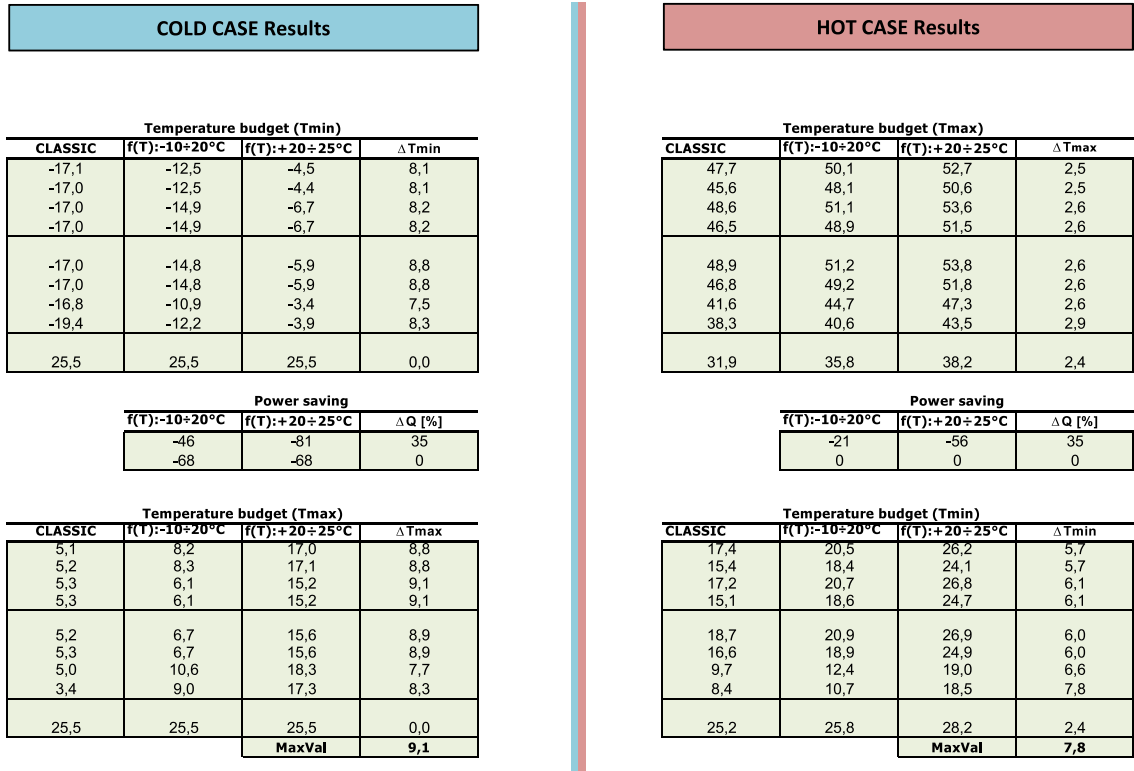 COLD CASE Results
Temperature budget (Tmin)
CLASSIC f(T):-10÷20°C f(T):+20÷25°C ΔTmin
-17,1 -12,5 -4,5 8,1
-17,0 -12,5 -4,4 8,1
-17,0 -14,9 -6,7 8,2
-17,0 -14,9 -6,7 8,2
-17,0 -14,8 -5,9 8,8
-17,0 -14,8 -5,9 8,8
-16,8 -10,9 -3,4 7,5
-19,4 -12,2 -3,9 8,3
25,5 25,5 25,5 0,0
Power saving
f(T):-10÷20°C f(T):+20÷25°C ΔQ [%]
-46 -81 35
-68 -68 0
Temperature budget (Tmax)
CLASSIC f(T):-10÷20°C f(T):+20÷25°C ΔTmax
5,1 8,2 17,0 8,8
5,2 8,3 17,1 8,8
5,3 6,1 15,2 9,1
5,3 6,1 15,2 9,1
5,2 6,7 15,6 8,9
5,3 6,7 15,6 8,9
5,0 10,6 18,3 7,7
3,4 9,0 17,3 8,3
25,5 25,5 25,5 0,0
MaxVal 9,1
HOT CASE Results
Temperature budget (Tmax)
CLASSIC f(T):-10÷20°C f(T):+20÷25°C ΔTmax
47,7 50,1 52,7 2,5
45,6 48,1 50,6 2,5
48,6 51,1 53,6 2,6
46,5 48,9 51,5 2,6
48,9 51,2 53,8 2,6
46,8 49,2 51,8 2,6
41,6 44,7 47,3 2,6
38,3 40,6 43,5 2,9
31,9 35,8 38,2 2,4
Power saving
f(T):-10÷20°C f(T):+20÷25°C ΔQ [%]
-21 -56 35
0 0 0
Temperature budget (Tmin)
CLASSIC f(T):-10÷20°C f(T):+20÷25°C ΔTmin
17,4 20,5 26,2 5,7
15,4 18,4 24,1 5,7
17,2 20,7 26,8 6,1
15,1 18,6 24,7 6,1
18,7 20,9 26,9 6,0
16,6 18,9 24,9 6,0
9,7 12,4 19,0 6,6
8,4 10,7 18,5 7,8
25,2 25,8 28,2 2,4
MaxVal 7,8